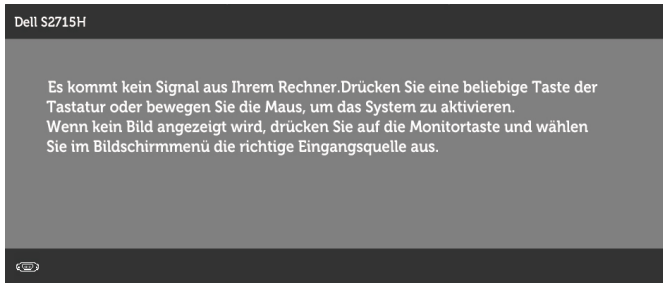 Dell S2715H
Es kommt kein Signal aus Ihrem Rechner.Drücken Sie eine beliebige Taste der
Tastatur oder bewegen Sie die Maus, um das System zu aktivieren.
Wenn kein Bild angezeigt wird, drücken Sie auf die Monitortaste und wählen
Sie im Bildschirmmenü die richtige Eingangsquelle aus.